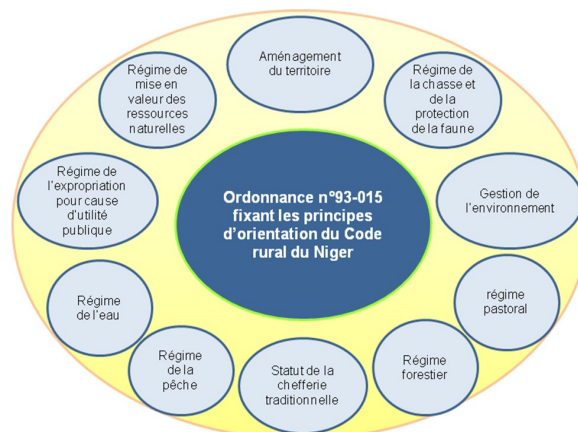 Aménagement
du territoire
Régime de
la chasse et
de la
protection
de la faune
Gestion de
l'environnement
régime
pastoral
Régime
forestier
Statut de la
chefferie
traditionnelle
Régime
de la
pêche
Régime
de l'eau
Régime de
l'expropriation
pour cause
d'utilité
publique
Régime de
mise en
valeur des
ressources
naturelles
Ordonnance n°93-015
fixant les principes
d'orientation du Code
rural du Niger